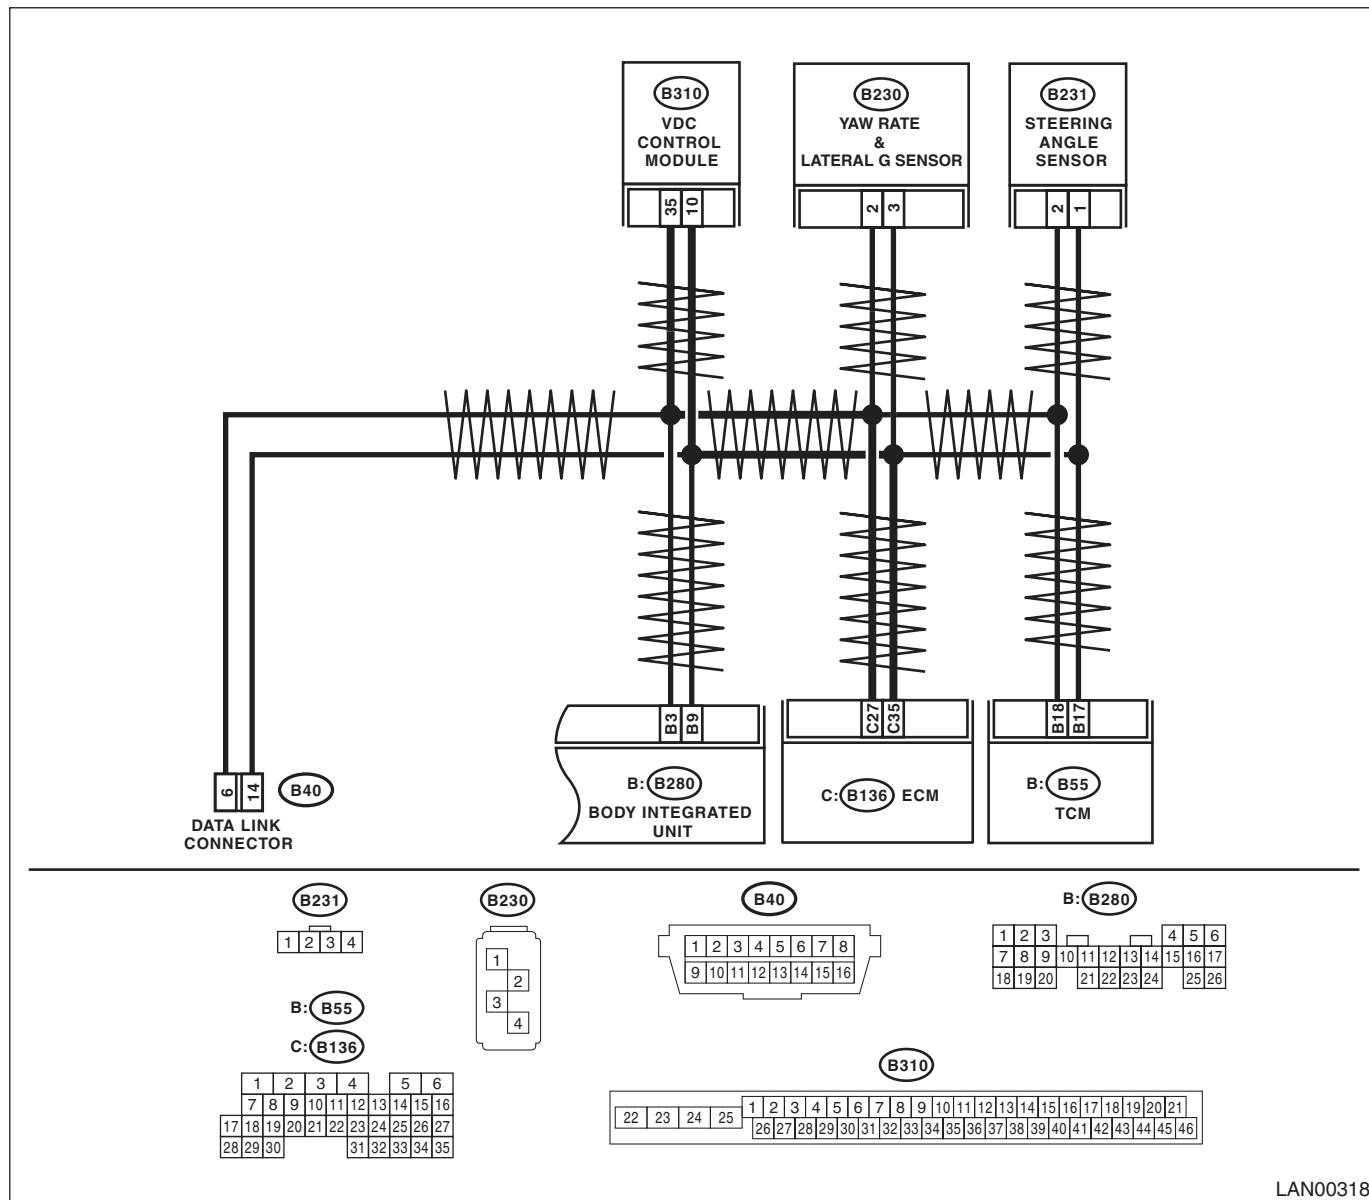 B310
VDC
CONTROL
MODULE
35 10
B230
YAW RATE
&
LATERAL G SENSOR
2 3
B231
STEERING
ANGLE
SENSOR
2 1
6 14
B40
DATA LINK
CONNECTOR
B3 B9
B: B280
BODY INTEGRATED
UNIT
C27 C35
C: B136 ECM
B18 B17
B: B55
TCM
B231
1 2 3 4
B: B55
C: B136
1 2 3 4 5 6
7 8 9 10 11 12 13 14 15 16
17 18 19 20 21 22 23 24 25 26 27
28 29 30 31 32 33 34 35
B230
1
2
3
4
B40
1 2 3 4 5 6 7 8
9 10 11 12 13 14 15 16
B: B280
1 2 3 4 5 6
7 8 9 10 11 12 13 14 15 16 17
18 19 20 21 22 23 24 25 26
B310
22 23 24 25
1 2 3 4 5 6 7 8 9 10 11 12 13 14 15 16 17 18 19 20 21
26 27 28 29 30 31 32 33 34 35 36 37 38 39 40 41 42 43 44 45 46
LAN00318